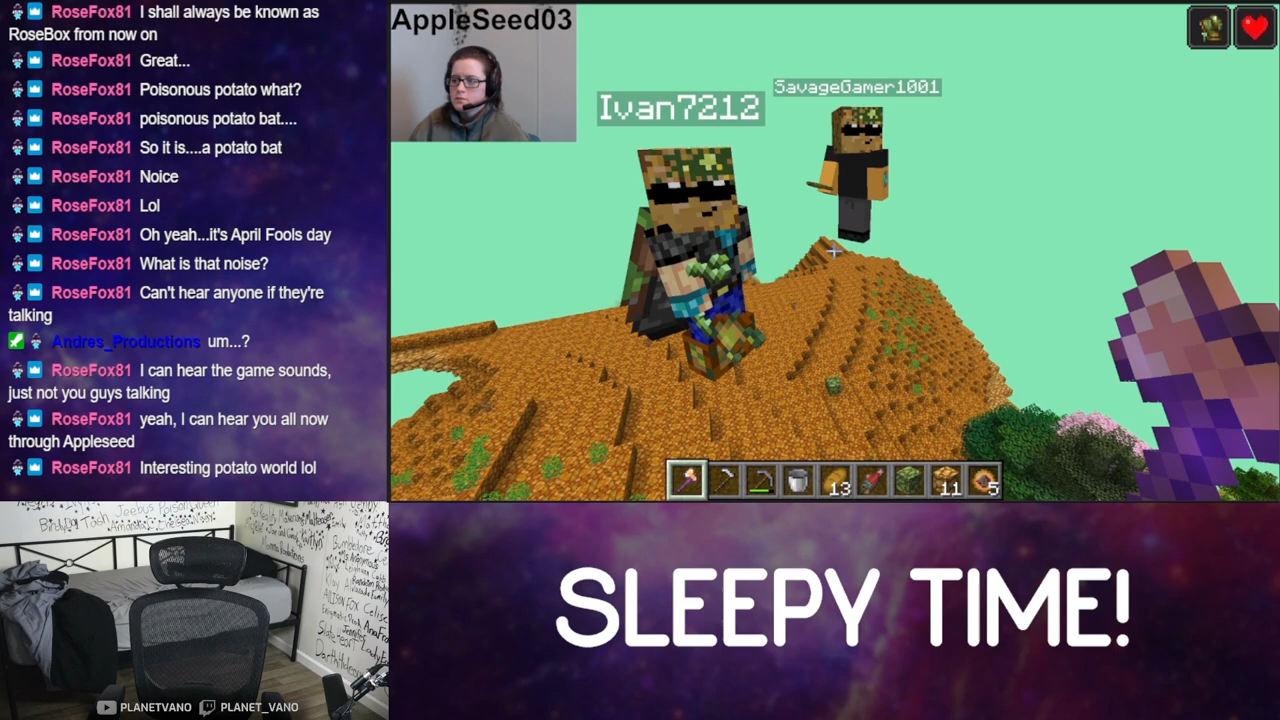 RoseFox81 I shall always be known as
RoseBox from now on
RoseFox81 Great...
RoseFox81 Poisonous potato what?
RoseFox81 poisonous potato bat....
RoseFox81 So it is....a potato bat
RoseFox81 Noice
RoseFox81 Lol
RoseFox81 Oh yeah...it's April Fools day
RoseFox81 What is that noise?
RoseFox81 Can't hear anyone if they're
talking
Andres_Productions um...?
RoseFox81 I can hear the game sounds,
just not you guys talking
RoseFox81 yeah, I can hear you all now
through Appleseed
RoseFox81 Interesting potato world lol
AppleSeed03
Ivan7212
SavageGamer1001
13
11
5
Jeebus
SLEEPY TIME!
PLANETVANO
PLANET_VANO